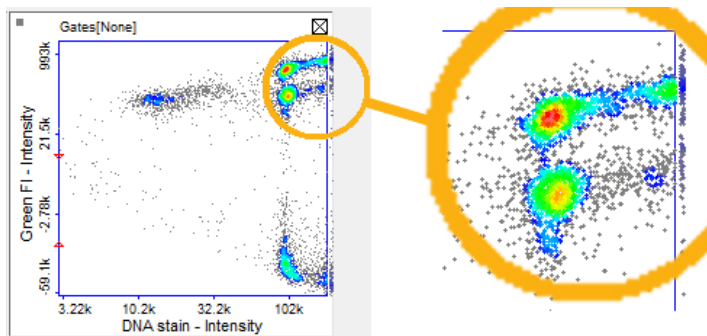 Gates[None]
993k
21.5k
-2.78k
-59.1k
Green Fl - Intensity
3.22k
10.2k
32.2k
102k
DNA stain - Intensity